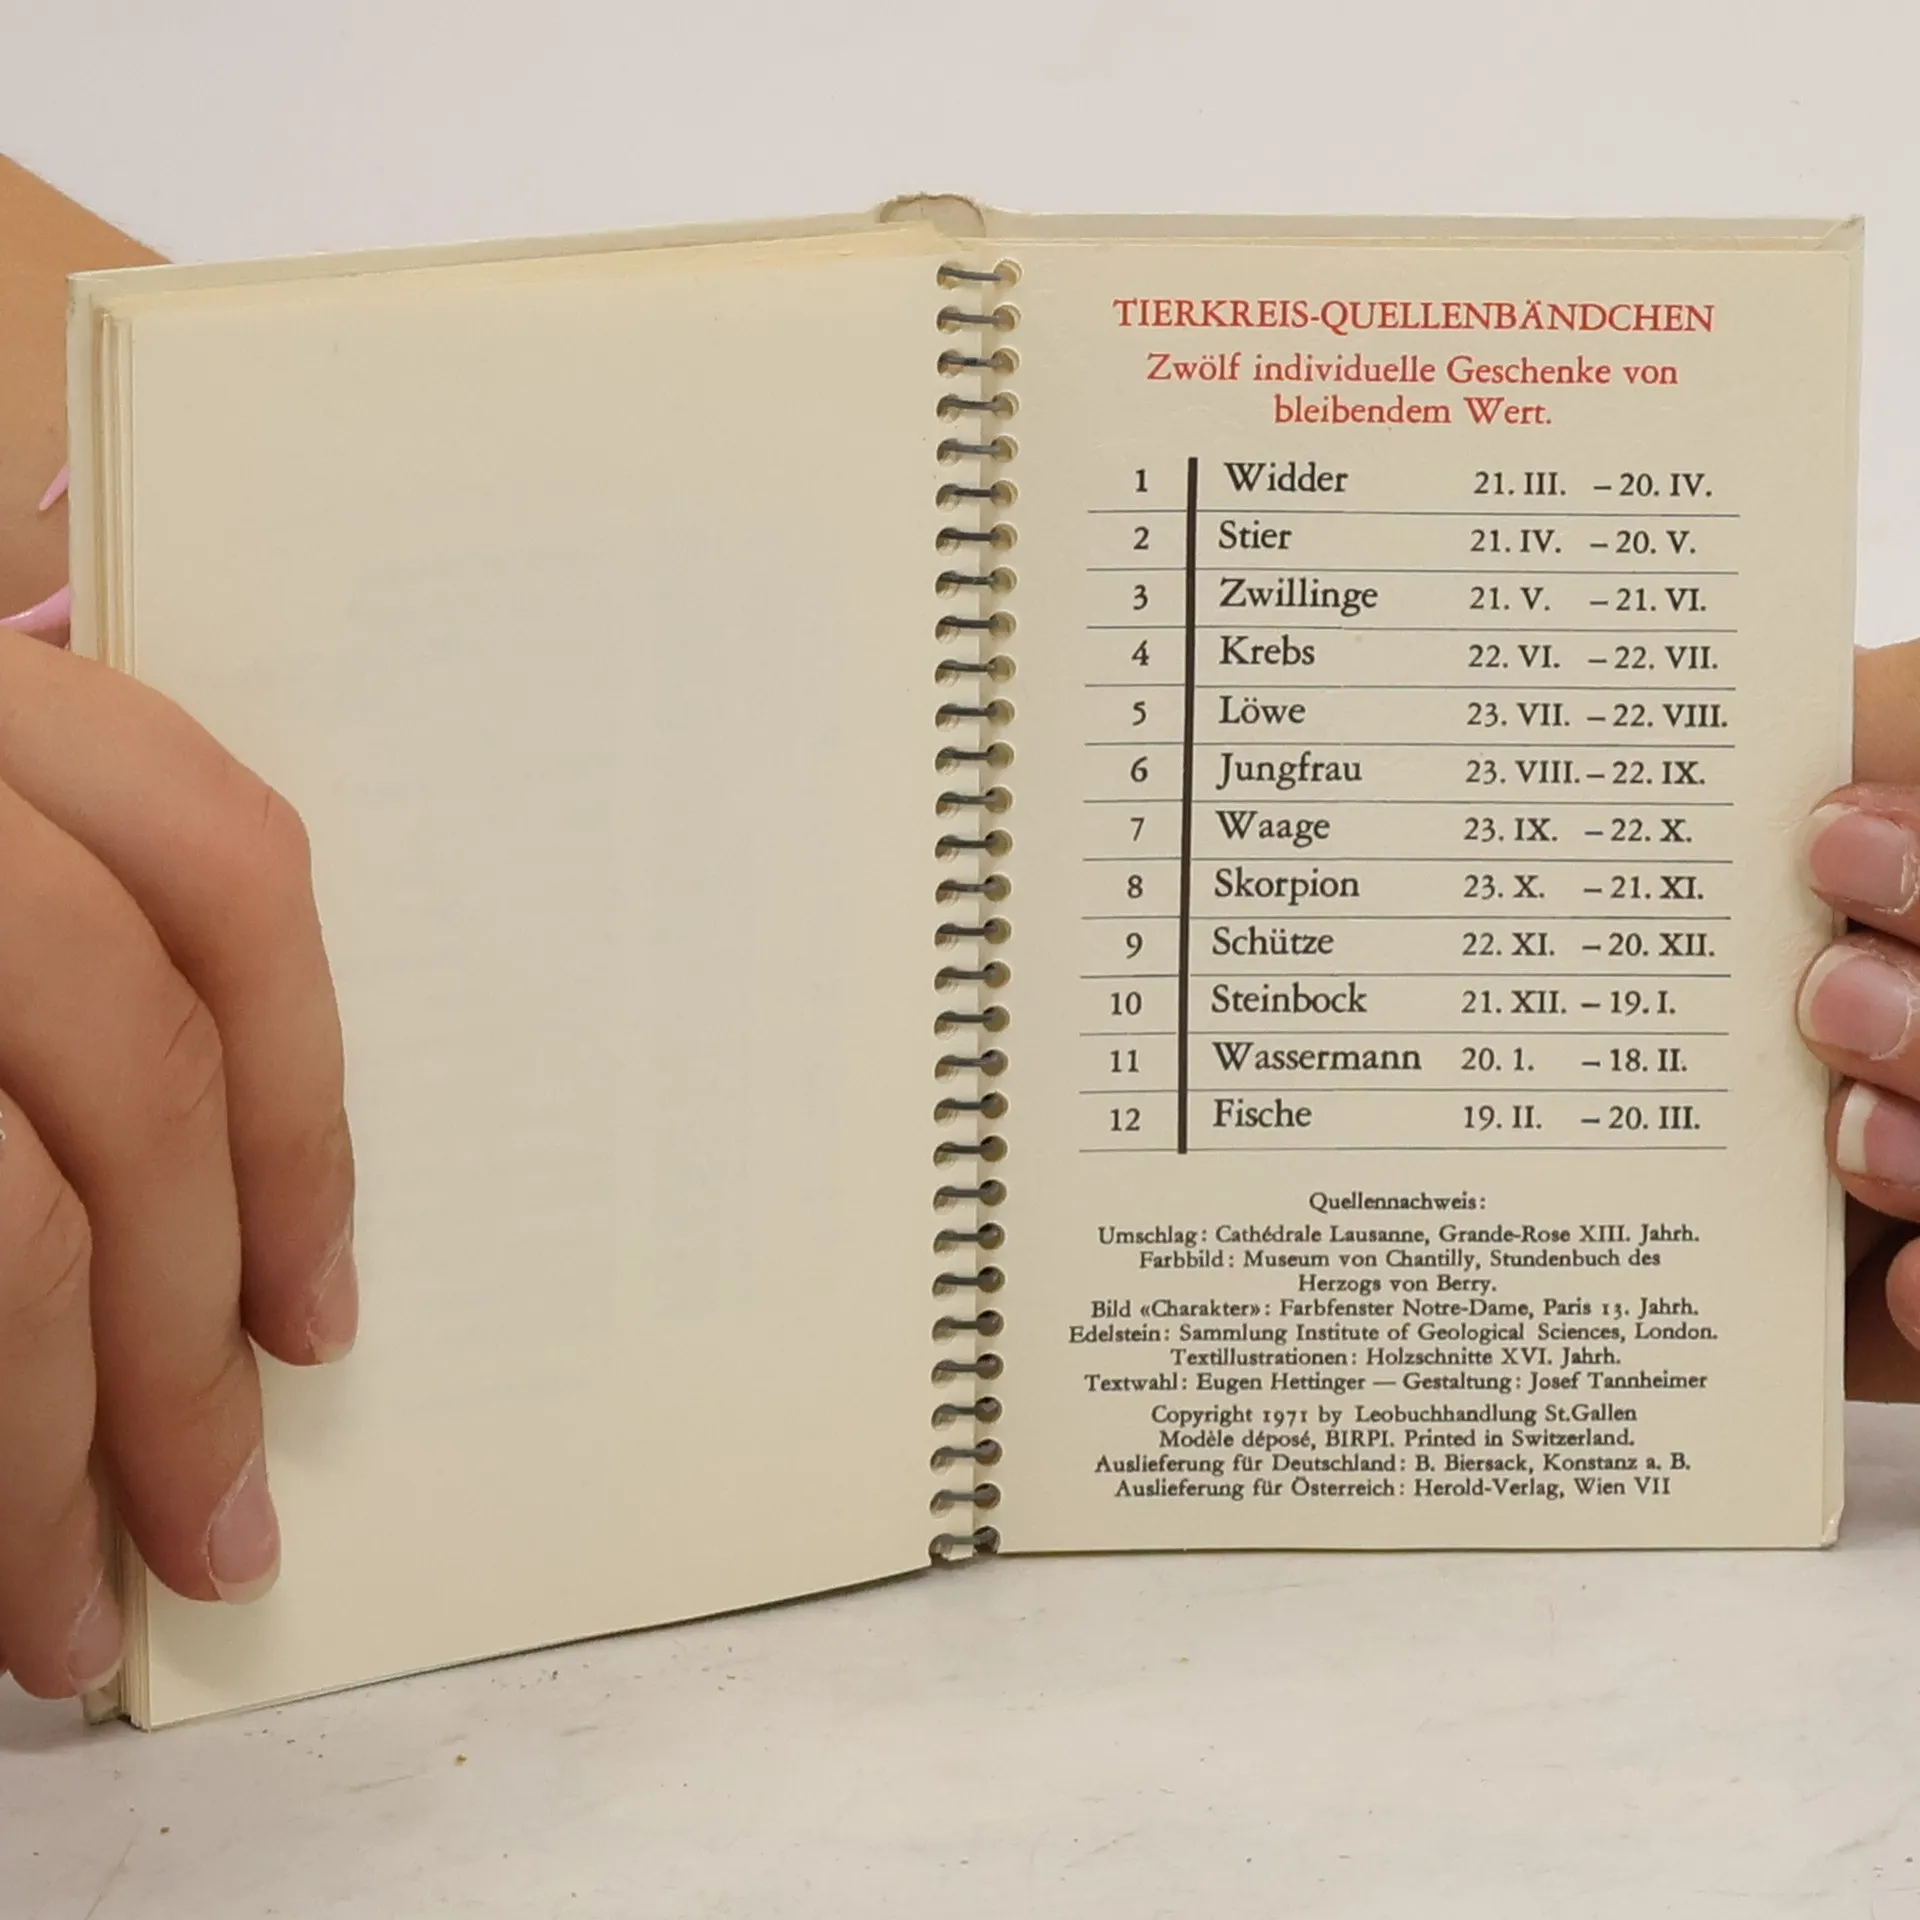 TIERKREIS-QUELLENBÄNDCHEN
Zwölf individuelle Geschenke von
bleibendem Wert.
1 Widder 21. III. – 20. IV.
2 Stier 21. IV. – 20. V.
3 Zwillinge 21. V. – 21. VI.
4 Krebs 22. VI. – 22. VII.
5 Löwe 23. VII. – 22. VIII.
6 Jungfrau 23. VIII. – 22. IX.
7 Waage 23. IX. – 22. X.
8 Skorpion 23. X. – 21. XI.
9 Schütze 22. XI. – 20. XII.
10 Steinbock 21. XII. – 19. I.
11 Wassermann 20. 1. – 18. II.
12 Fische 19. II. – 20. III.
Quellennachweis:
Umschlag: Cathédrale Lausanne, Grande-Rose XIII. Jahrh.
Farbbild: Museum von Chantilly, Stundenbuch des
Herzogs von Berry.
Bild «Charakter»: Farbfenster Notre-Dame, Paris 13. Jahrh.
Edelstein: Sammlung Institute of Geological Sciences, London.
Textillustrationen: Holzschnitte XVI. Jahrh.
Textwahl: Eugen Hettinger — Gestaltung: Josef Tannheimer
Copyright 1971 by Leobuchhandlung St.Gallen
Modèle déposé, BIRPI. Printed in Switzerland.
Auslieferung für Deutschland: B. Biersack, Konstanz a. B.
Auslieferung für Österreich: Herold-Verlag, Wien VII